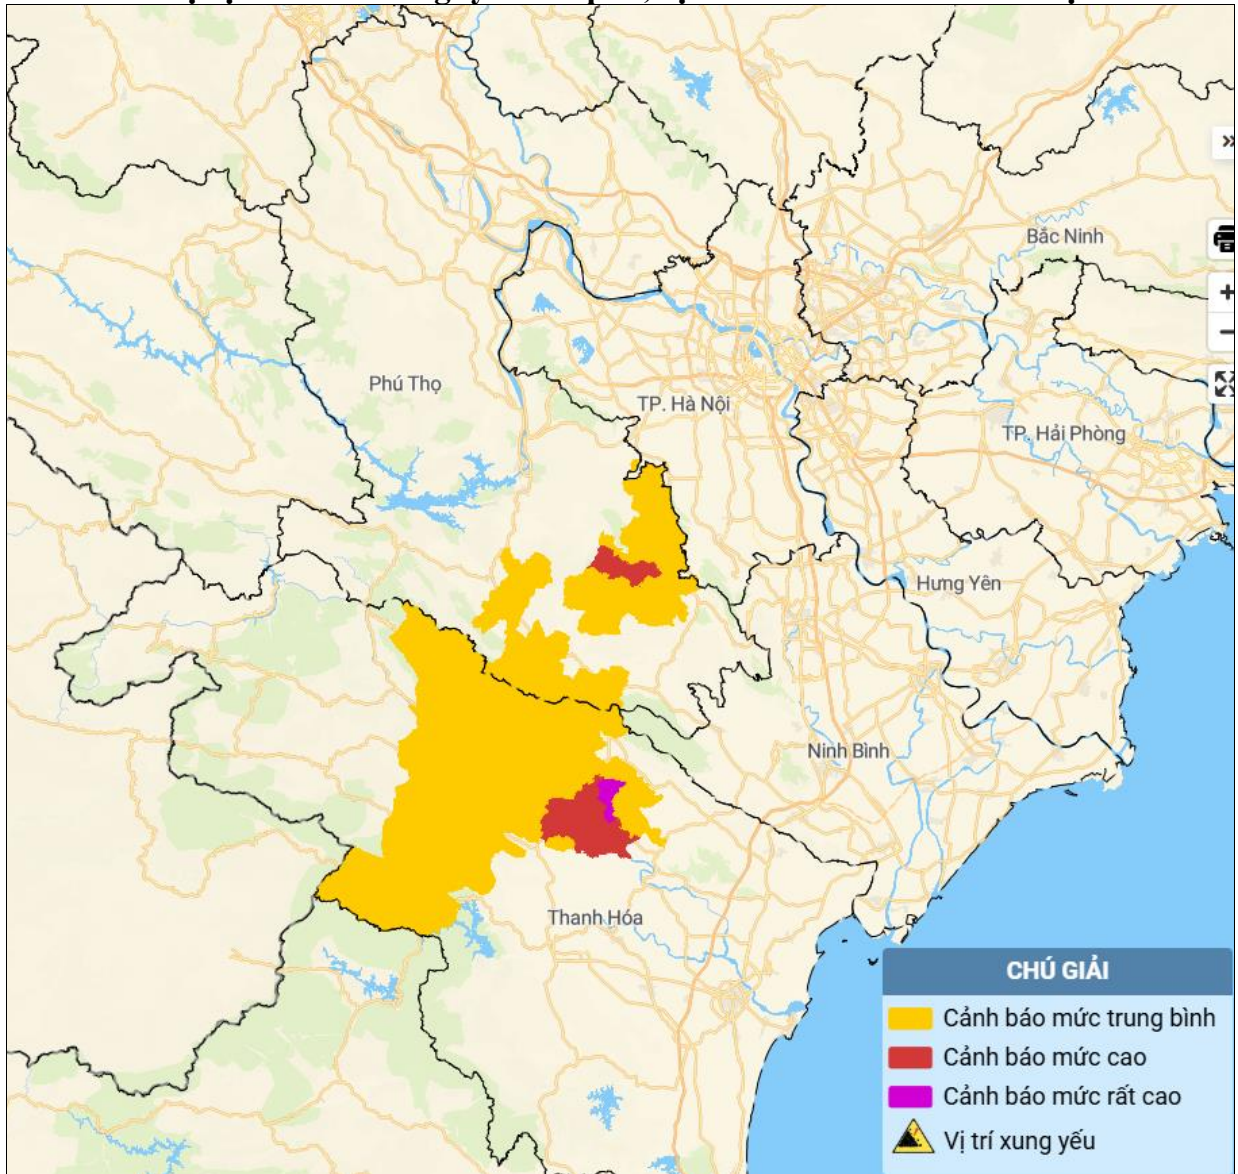 Bắc Ninh
Phú Thọ
TP. Hà Nội
TP. Hải Phòng
Hưng Yên
Ninh Bình
Thanh Hóa
CHÚ GIẢI
Cảnh báo mức trung bình
Cảnh báo mức cao
Cảnh báo mức rất cao
Vị trí xung yếu